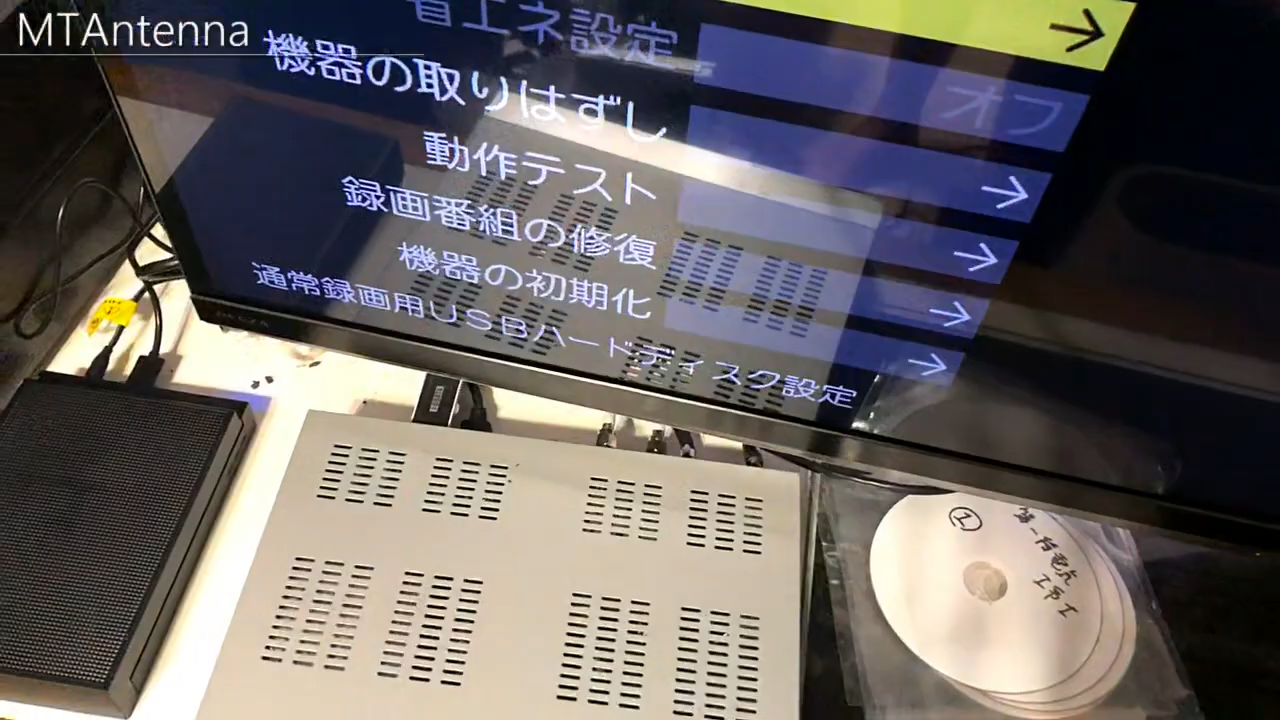 MTAntenna
省エネ設定
オフ
機器の取りはずし
動作テスト
録画番組の修復
機器の初期化
通常録画用USBハードディスク設定
①